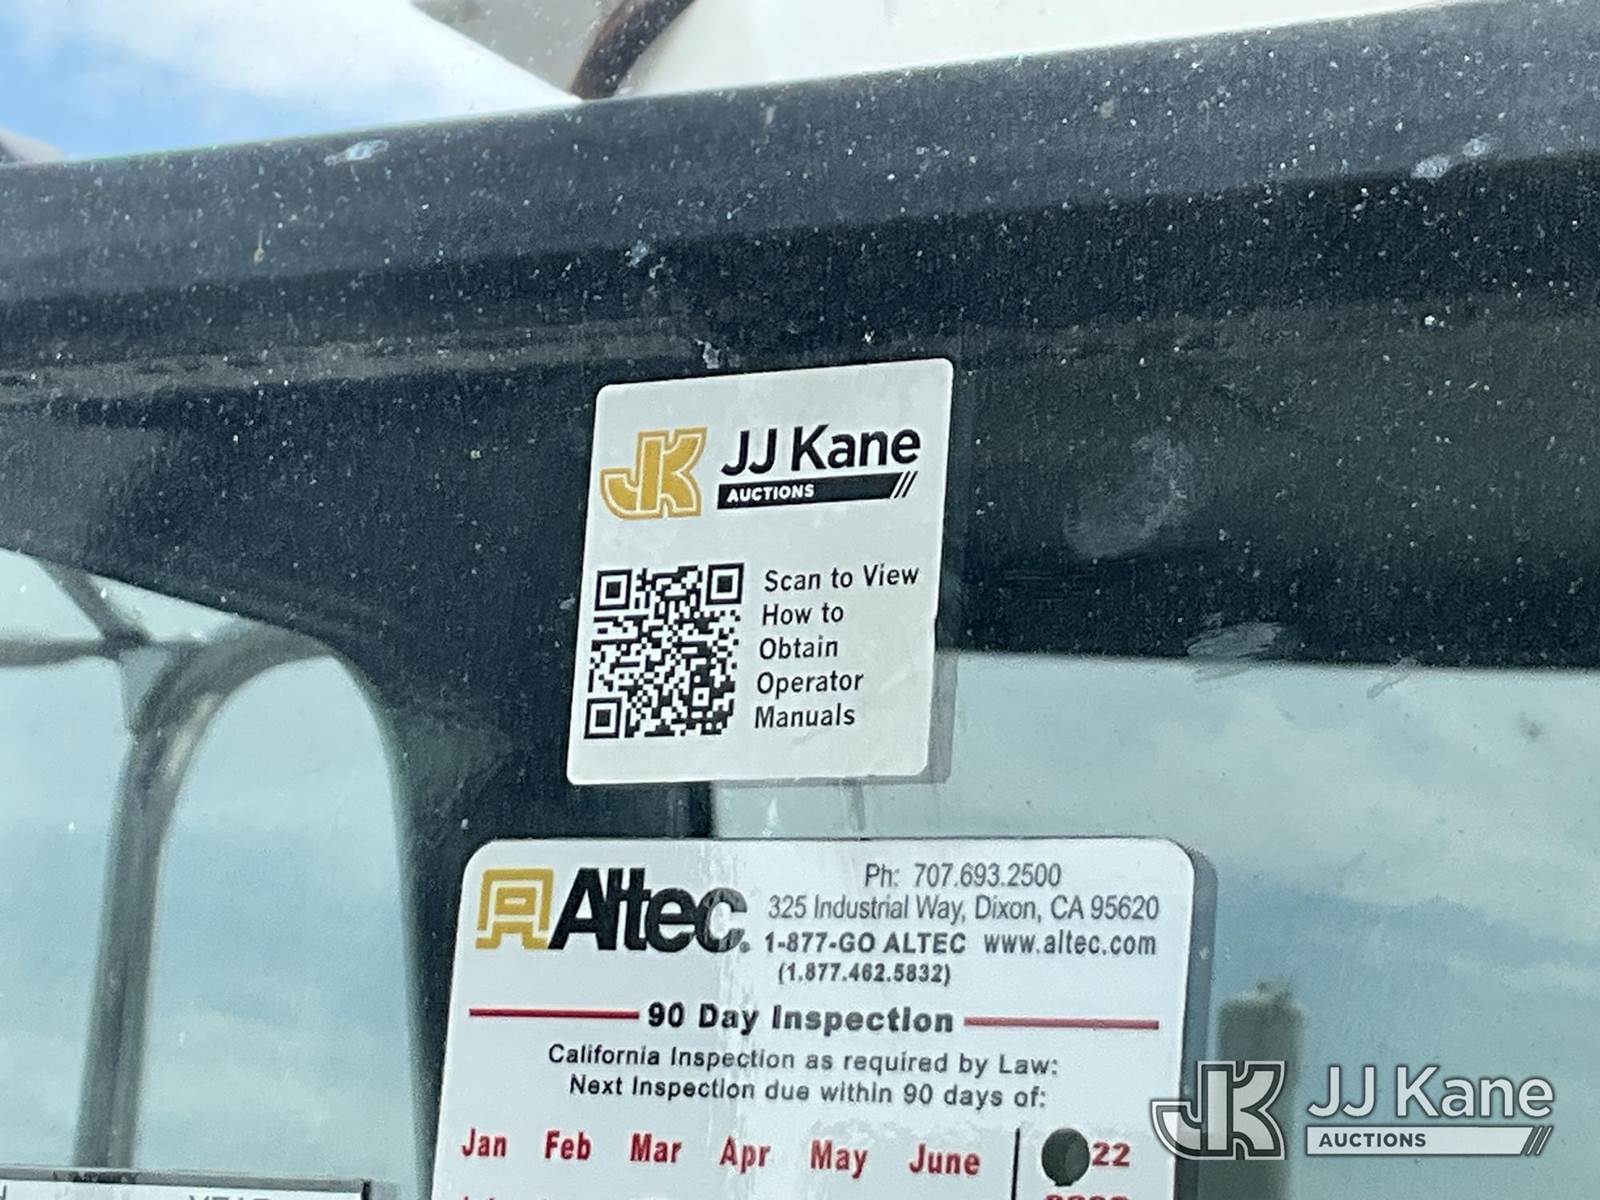 JK JJ Kane
AUCTIONS
Scan to View
How to
Obtain
Operator
Manuals
Altec
Ph: 707.693.2500
325 Industrial Way, Dixon, CA 95620
1-877-GO ALTEC www.altec.com
(1.877.462.5832)
90 Day Inspection
California Inspection as required by Law:
Next Inspection due within 90 days of:
Jan Feb Mar Apr May June 22
JK JJ Kane
AUCTIONS